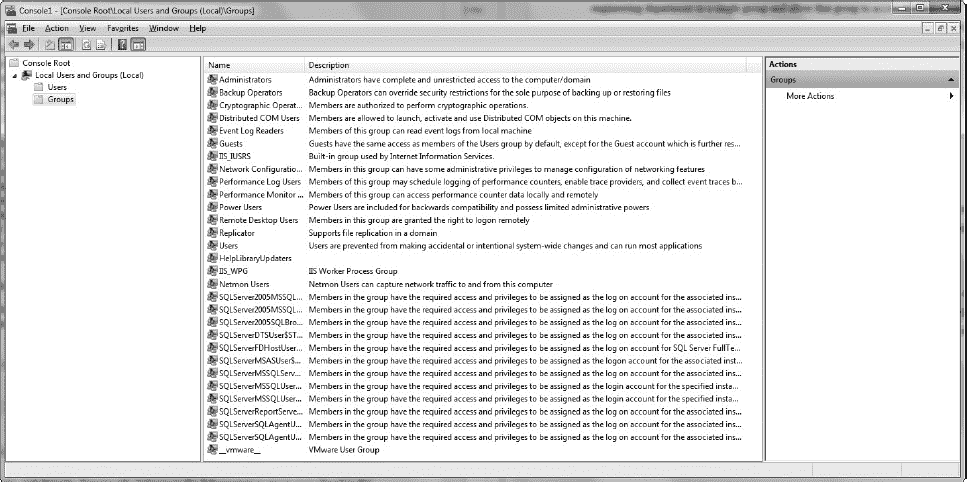 Console1 - [Console Root\Local Users and Groups (Local)\Groups]
File Action View Favorites Window Help
Console Root
Local Users and Groups (Local)
Users
Groups
Name Description
Administrators Administrators have complete and unrestricted access to the computer/domain
Backup Operators Backup Operators can override security restrictions for the sole purpose of backing up or restoring files
Cryptographic Operat... Members are authorized to perform cryptographic operations.
Distributed COM Users Members are allowed to launch, activate and use Distributed COM objects on this machine.
Event Log Readers Members of this group can read event logs from local machine
Guests Guests have the same access as members of the Users group by default, except for the Guest account which is further res...
IIS_IUSRS Built-in group used by Internet Information Services.
Network Configuratio... Members in this group can have some administrative privileges to manage configuration of networking features
Performance Log Users Members of this group may schedule logging of performance counters, enable trace providers, and collect event traces b...
Performance Monitor ... Members of this group can access performance counter data locally and remotely
Power Users Power Users are included for backwards compatibility and possess limited administrative powers
Remote Desktop Users Members in this group are granted the right to logon remotely
Replicator Supports file replication in a domain
Users Users are prevented from making accidental or intentional system-wide changes and can run most applications
HelpLibraryUpdaters
IIS_WPG IIS Worker Process Group
Netmon Users Netmon Users can capture network traffic to and from this computer
SQLServer2005MSSQL... Members in the group have the required access and privileges to be assigned as the log on account for the associated ins...
SQLServer2005MSSQL... Members in the group have the required access and privileges to be assigned as the log on account for the associated ins...
SQLServer2005SQLBro... Members in the group have the required access and privileges to be assigned as the log on account for the associated ins...
SQLServerDTSUser$ST... Members in the group have the required access and privileges to be assigned as the log on account for the associated ins...
SQLServerFDHostUser... Members in the group have the required access and privileges to be assigned as the log on account for SQL Server FullTe...
SQLServerMSASUser$... Members in the group have the required access and privileges to be assigned as the logon account for the associated inst...
SQLServerMSSQLServ... Members in the group have the required access and privileges to be assigned as the log on account for the associated ins...
SQLServerMSSQLUser... Members in the group have the required access and privileges to be assigned as the login account for the specified insta...
SQLServerMSSQLUser... Members in the group have the required access and privileges to be assigned as the login account for the specified insta...
SQLServerReportServe... Members in the group have the required access and privileges to be assigned as the log on account for the associated ins...
SQLServerSQLAgentU... Members in the group have the required access and privileges to be assigned as the log on account for the associated ins...
SQLServerSQLAgentU... Members in the group have the required access and privileges to be assigned as the log on account for the associated ins...
__vmware__ VMware User Group
Actions
Groups
More Actions